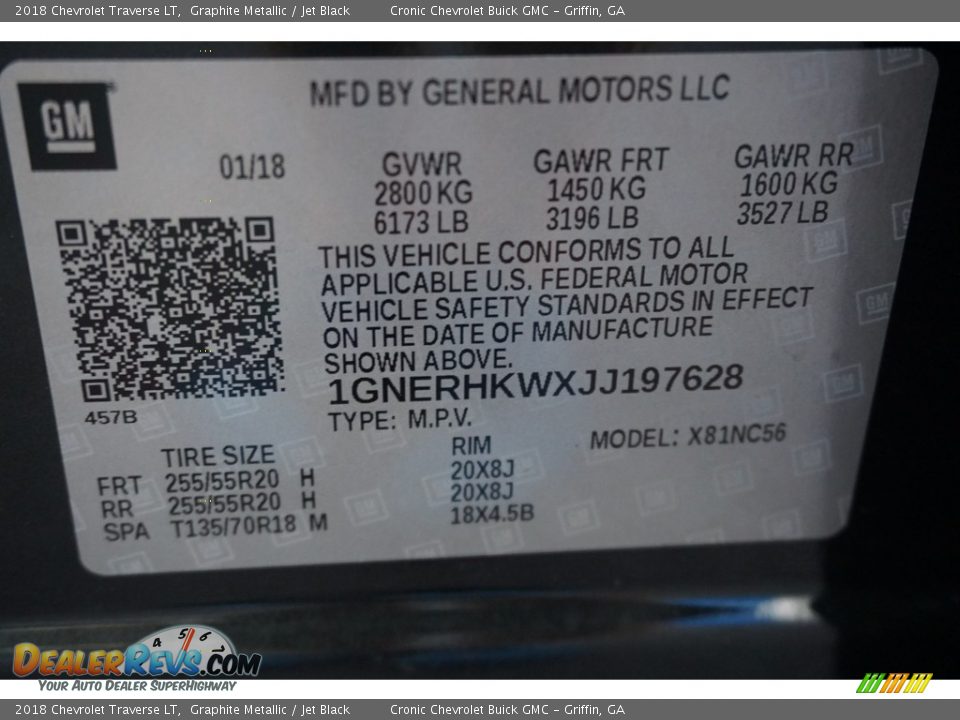 2018 Chevrolet Traverse LT, Graphite Metallic / Jet Black Cronic Chevrolet Buick GMC – Griffin, GA
GM
MFD BY GENERAL MOTORS LLC
01/18 GVWR GAWR FRT GAWR RR
2800 KG 1450 KG 1600 KG
6173 LB 3196 LB 3527 LB
THIS VEHICLE CONFORMS TO ALL
APPLICABLE U.S. FEDERAL MOTOR
VEHICLE SAFETY STANDARDS IN EFFECT
ON THE DATE OF MANUFACTURE
SHOWN ABOVE.
1GNERHKWXJJ197628
457B
TYPE: M.P.V.
MODEL: X81NC56
TIRE SIZE RIM
FRT 255/55R20 H 20X8J
RR 255/55R20 H 20X8J
SPA T135/70R18 M 18X4.5B
4 5 6
DealerRevs.com
Your Auto Dealer SuperHighway
2018 Chevrolet Traverse LT, Graphite Metallic / Jet Black Cronic Chevrolet Buick GMC – Griffin, GA